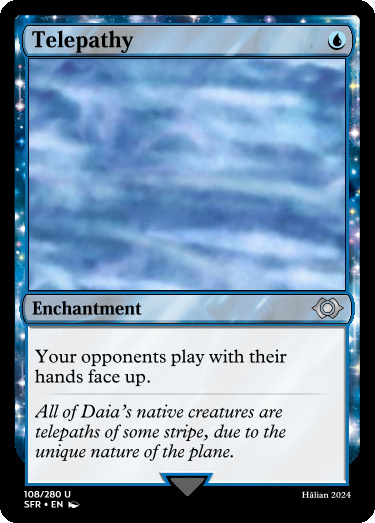 Telepathy
Enchantment
Your opponents play with their
hands face up.
All of Daia's native creatures are
telepaths of some stripe, due to the
unique nature of the plane.
108/280 U
SFR • EN
Hālian 2024